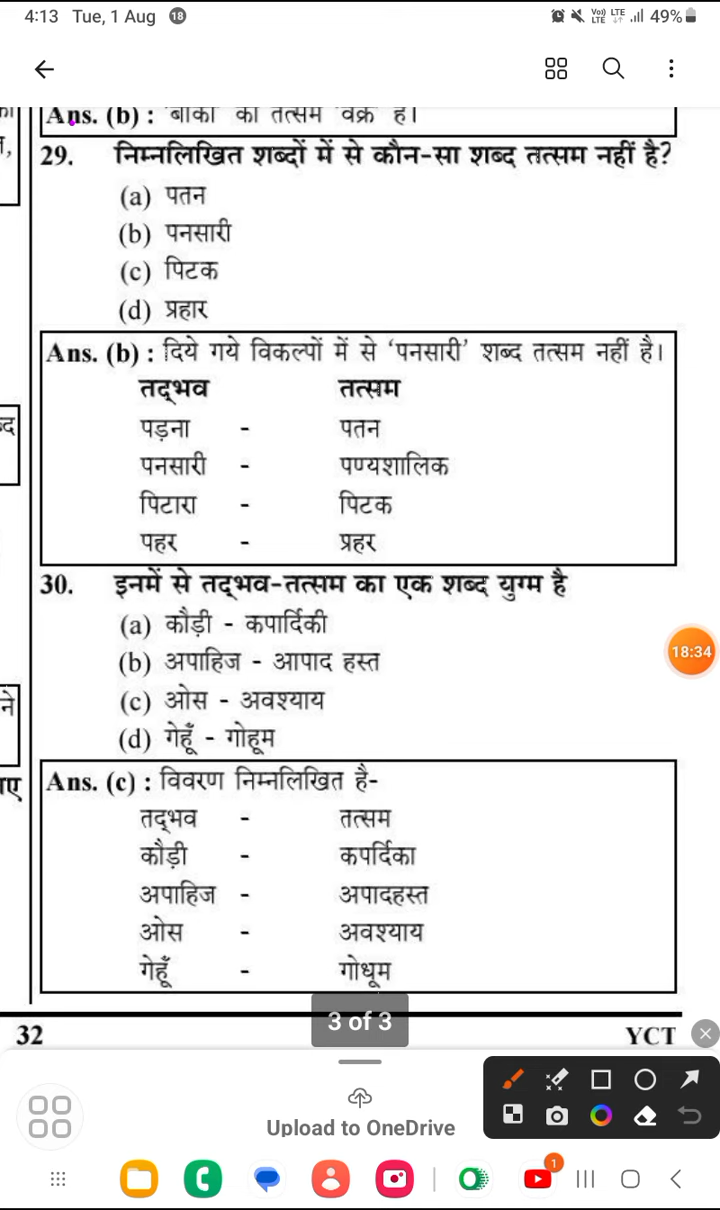 4:13 Tue, 1 Aug 18
Vo) LTE LTE 49%
Ans. (b) : 'बाँका' का तत्सम 'वक्र' है।
29. निम्नलिखित शब्दों में से कौन-सा शब्द तत्सम नहीं है?
(a) पतन
(b) पनसारी
(c) पिटक
(d) प्रहार
Ans. (b) : दिये गये विकल्पों में से 'पनसारी' शब्द तत्सम नहीं है।
तद्भव तत्सम
पड़ना - पतन
पनसारी - पण्यशालिक
पिटारा - पिटक
पहर - प्रहर
30. इनमें से तद्भव-तत्सम का एक शब्द युग्म है
(a) कौड़ी - कपार्दिकी
(b) अपाहिज - आपाद हस्त
(c) ओस - अवश्याय
(d) गेहूँ - गोहूम
Ans. (c) : विवरण निम्नलिखित है-
तद्भव - तत्सम
कौड़ी - कपर्दिका
अपाहिज - अपादहस्त
ओस - अवश्याय
गेहूँ - गोधूम
18:34
3 of 3
32 YCT
Upload to OneDrive
1